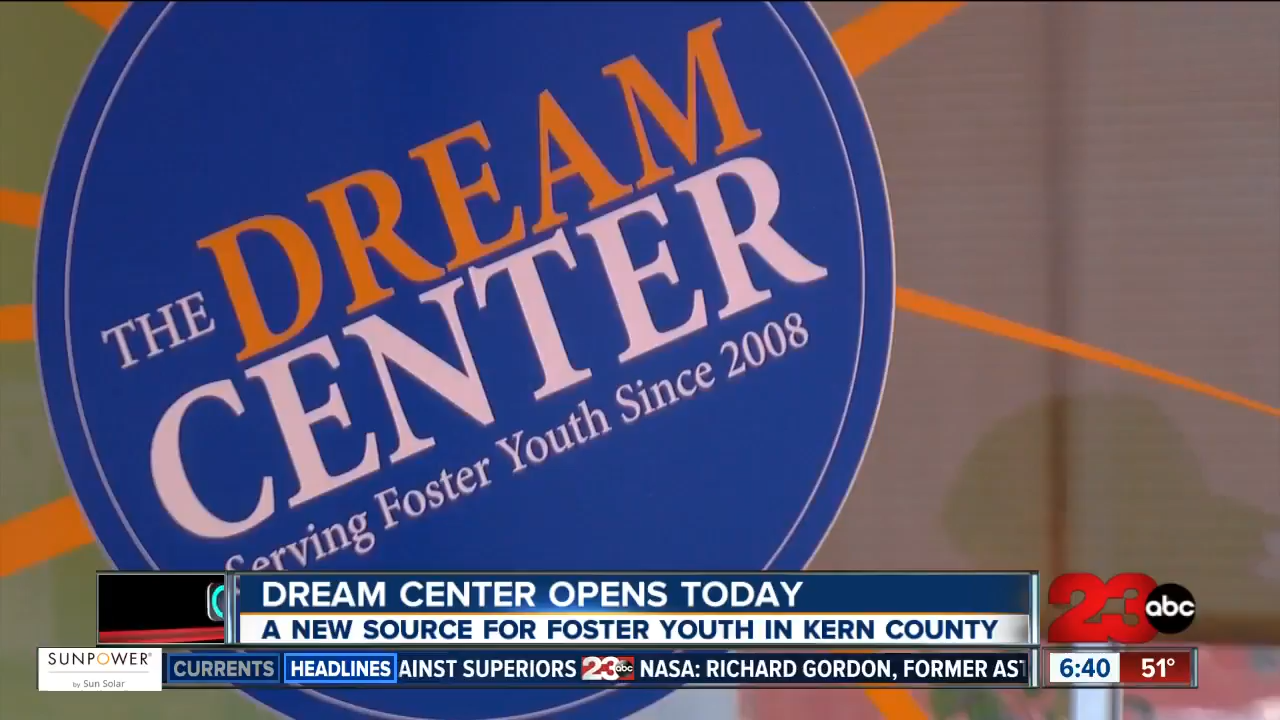 THE DREAM
CENTER
Serving Foster Youth Since 2008
DREAM CENTER OPENS TODAY
A NEW SOURCE FOR FOSTER YOUTH IN KERN COUNTY
23 abc
SUNPOWER®
by Sun Solar
CURRENTS
HEADLINES
AINST SUPERIORS 23 abc NASA: RICHARD GORDON, FORMER AST
6:40
51°